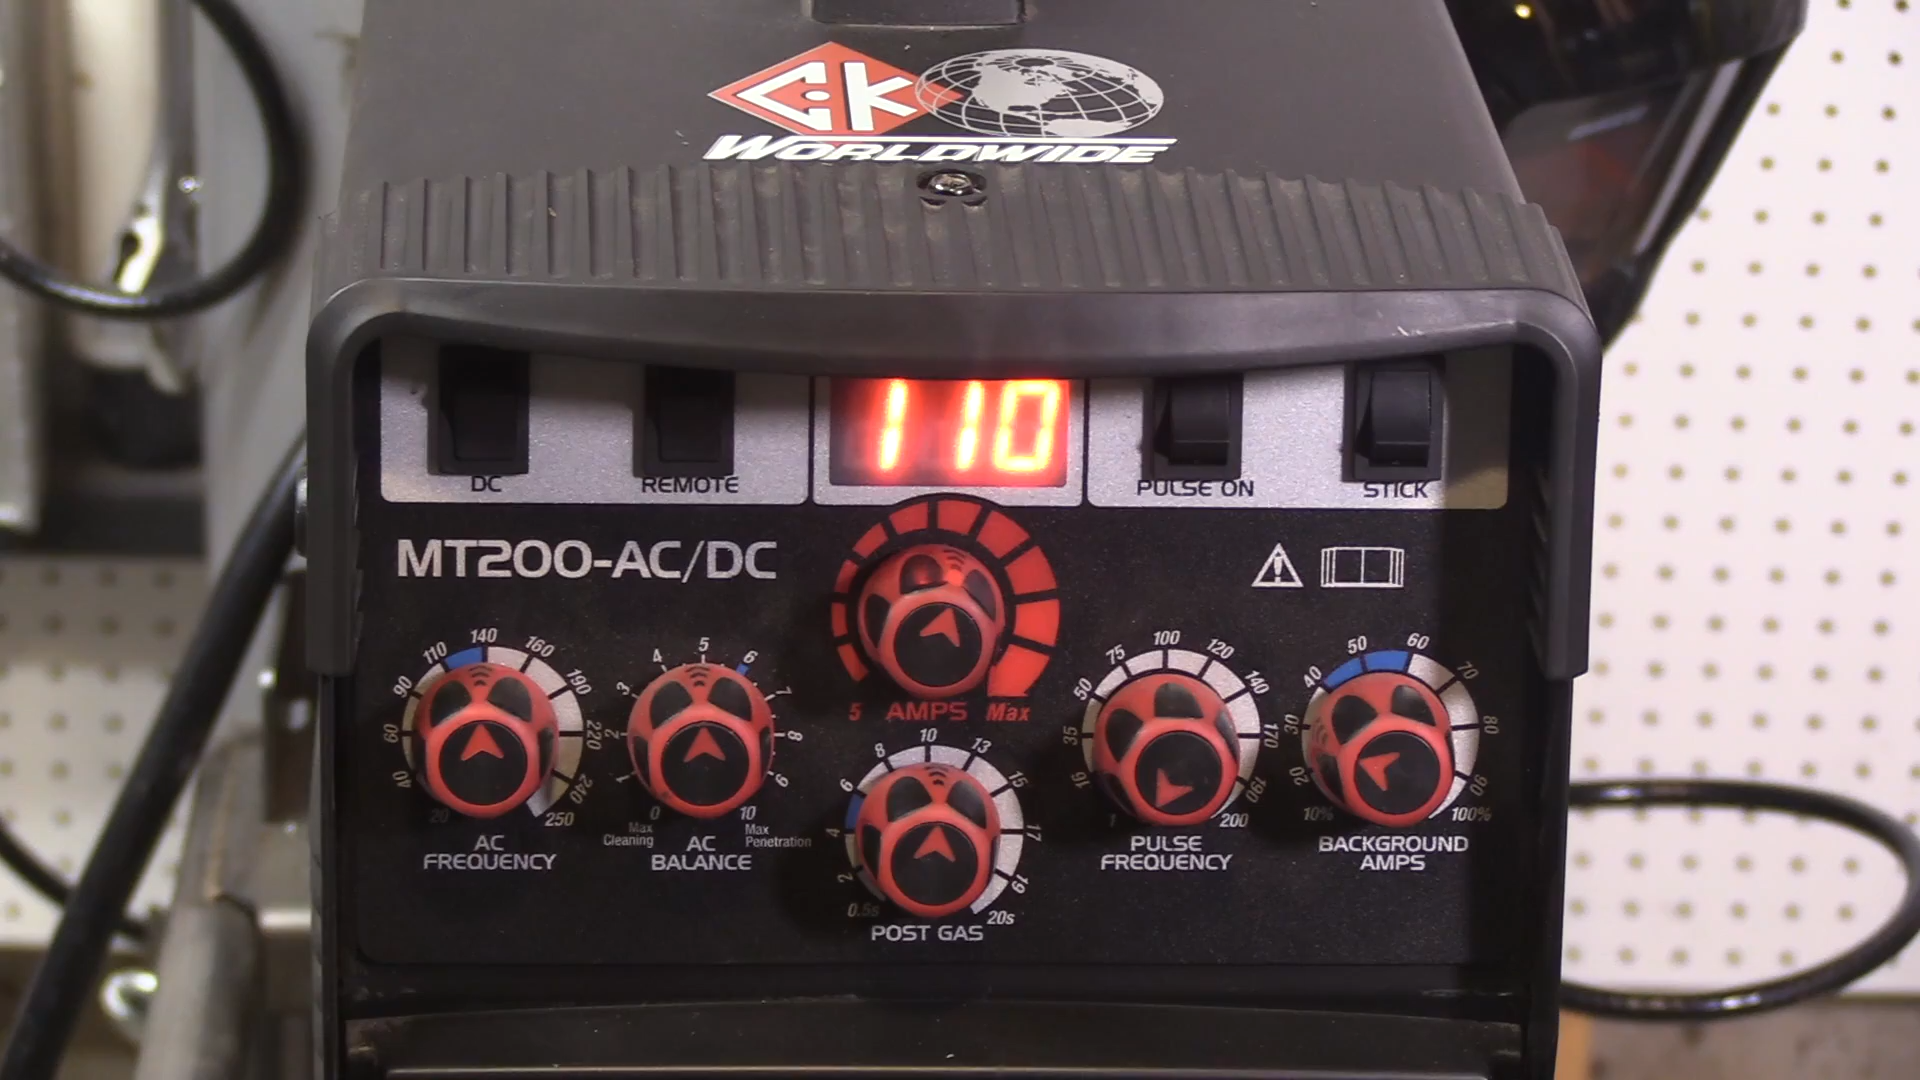 CK
WORLDWIDE
110
DC REMOTE PULSE ON STICK
MT200-AC/DC
20 40 60 90 110 140 160 190 220 240 250
AC
FREQUENCY
0 1 2 3 4 5 6 7 8 9 10
Max
Cleaning
Max
Penetration
AC
BALANCE
5 AMPS Max
0.5s 2 4 6 8 10 13 15 17 19 20s
POST GAS
1 16 35 50 75 100 120 140 170 190 200
PULSE
FREQUENCY
10% 20 30 40 50 60 70 80 90 100%
BACKGROUND
AMPS